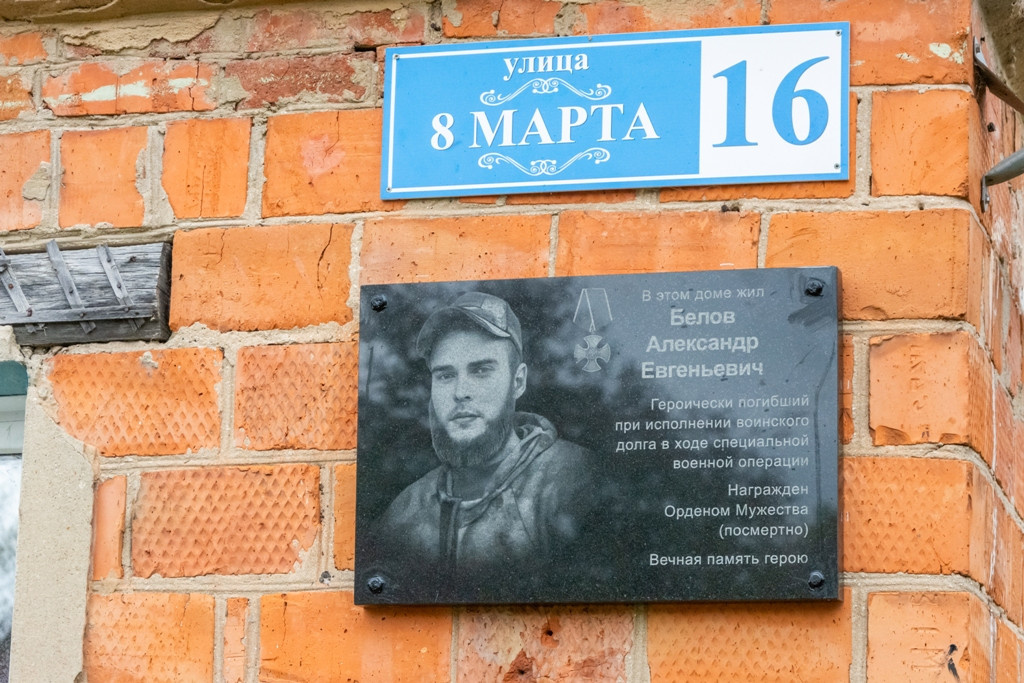 улица
8 МАРТА
16
В этом доме жил
Белов
Александр
Евгеньевич
Героически погибший
при исполнении воинского
долга в ходе специальной
военной операции
Награжден
Орденом Мужества
(посмертно)
Вечная память герою